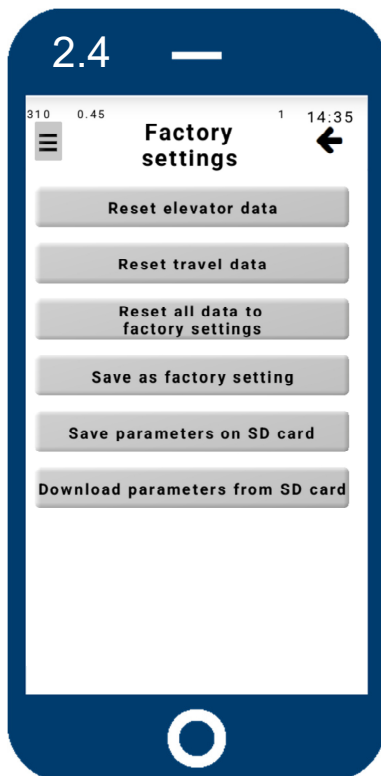 2.4
310 0.45 1 14:35
Factory
settings
Reset elevator data
Reset travel data
Reset all data to
factory settings
Save as factory setting
Save parameters on SD card
Download parameters from SD card